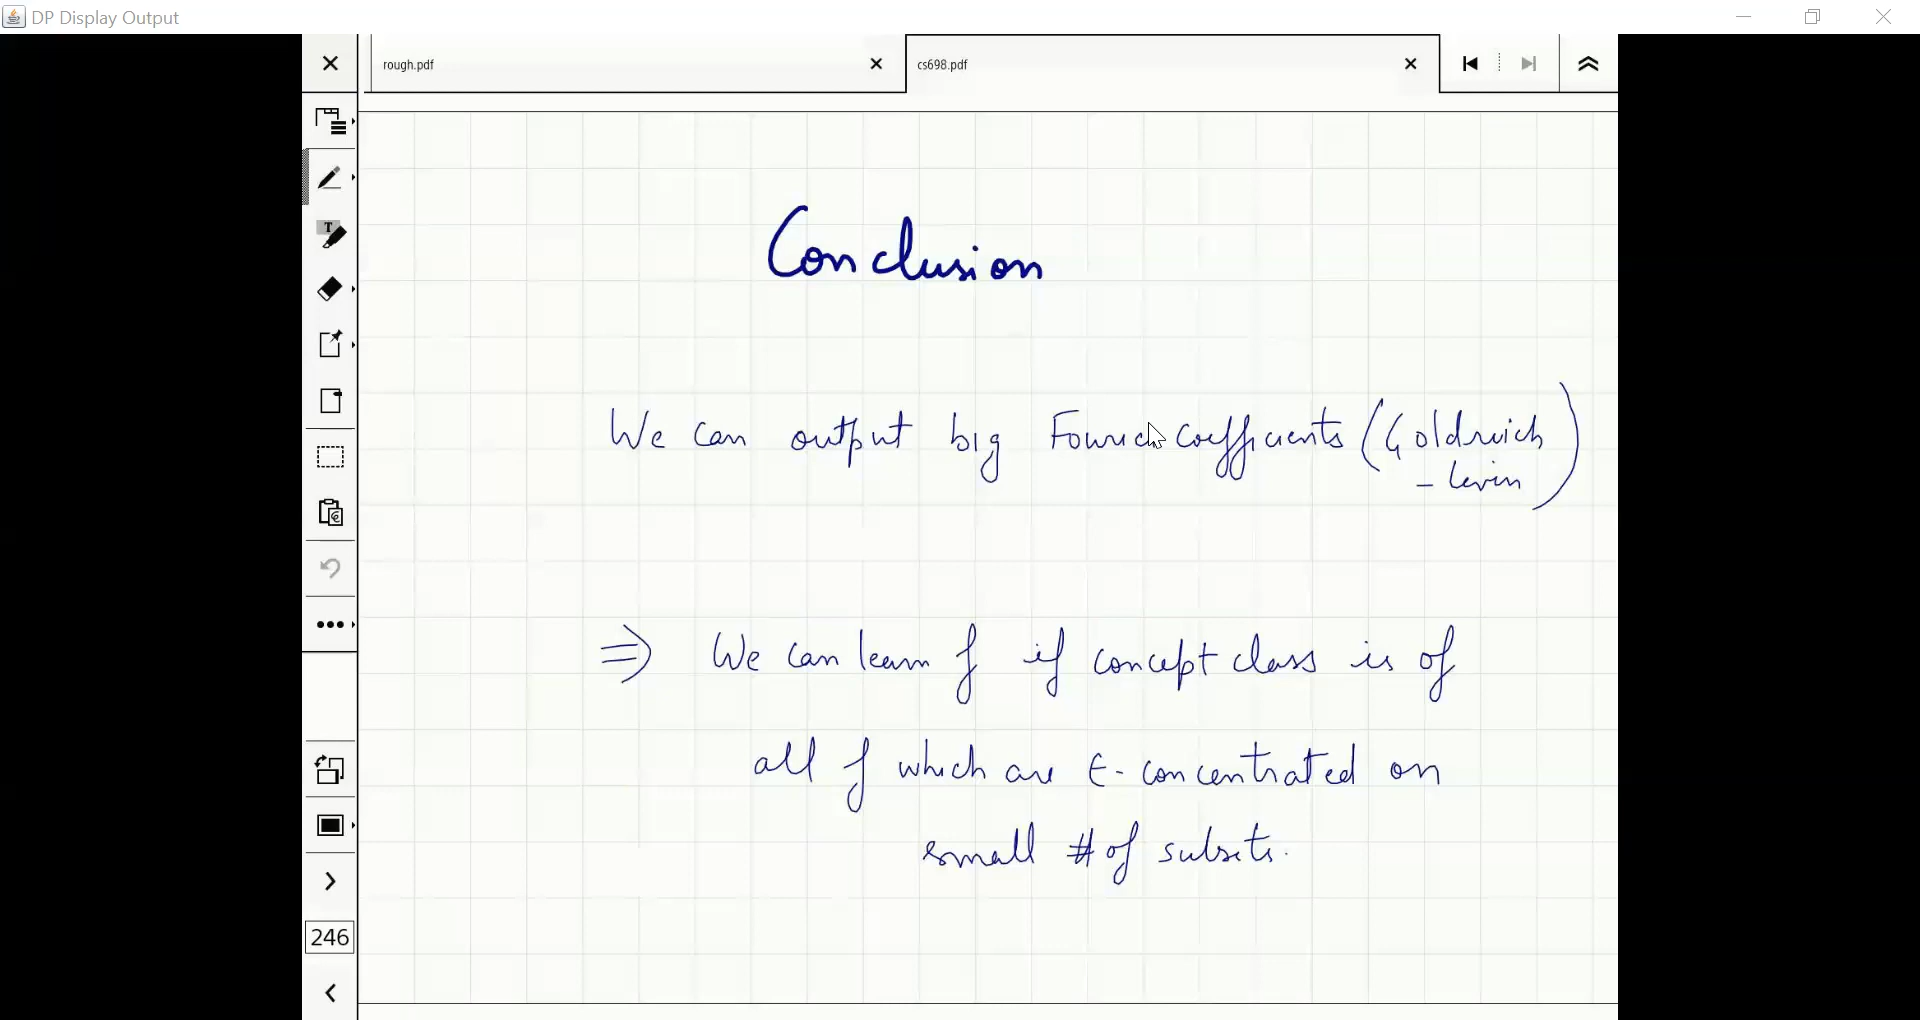 DP Display Output
rough.pdf
cs698.pdf
Conclusion
We can output big Fourier coefficients (Goldreich
- Levin)
⇒ We can learn f if concept class is of
all f which are ε-concentrated on
small # of subsets.
246